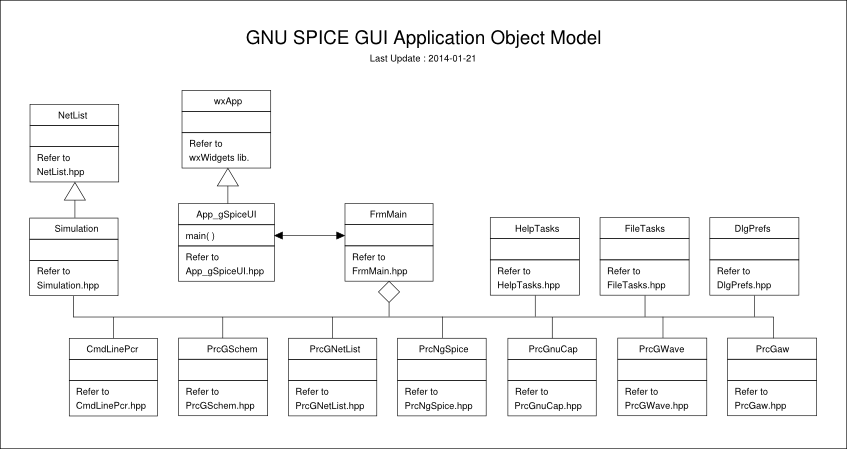 GNU SPICE GUI Application Object Model
Last Update : 2014-01-21
NetList
Refer to
NetList.hpp
wxApp
Refer to
wxWidgets lib.
Simulation
Refer to
Simulation.hpp
App_gSpiceUI
main( )
Refer to
App_gSpiceUI.hpp
FrmMain
Refer to
FrmMain.hpp
HelpTasks
Refer to
HelpTasks.hpp
FileTasks
Refer to
FileTasks.hpp
DlgPrefs
Refer to
DlgPrefs.hpp
CmdLinePcr
Refer to
CmdLinePcr.hpp
PrcGSchem
Refer to
PrcGSchem.hpp
PrcGNetList
Refer to
PrcGNetList.hpp
PrcNgSpice
Refer to
PrcNgSpice.hpp
PrcGnuCap
Refer to
PrcGnuCap.hpp
PrcGWave
Refer to
PrcGWave.hpp
PrcGaw
Refer to
PrcGaw.hpp